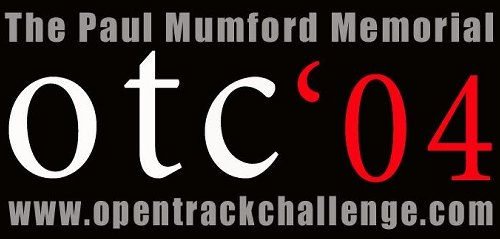 The Paul Mumford Memorial
otc ‘04
www.opentrackchallenge.com